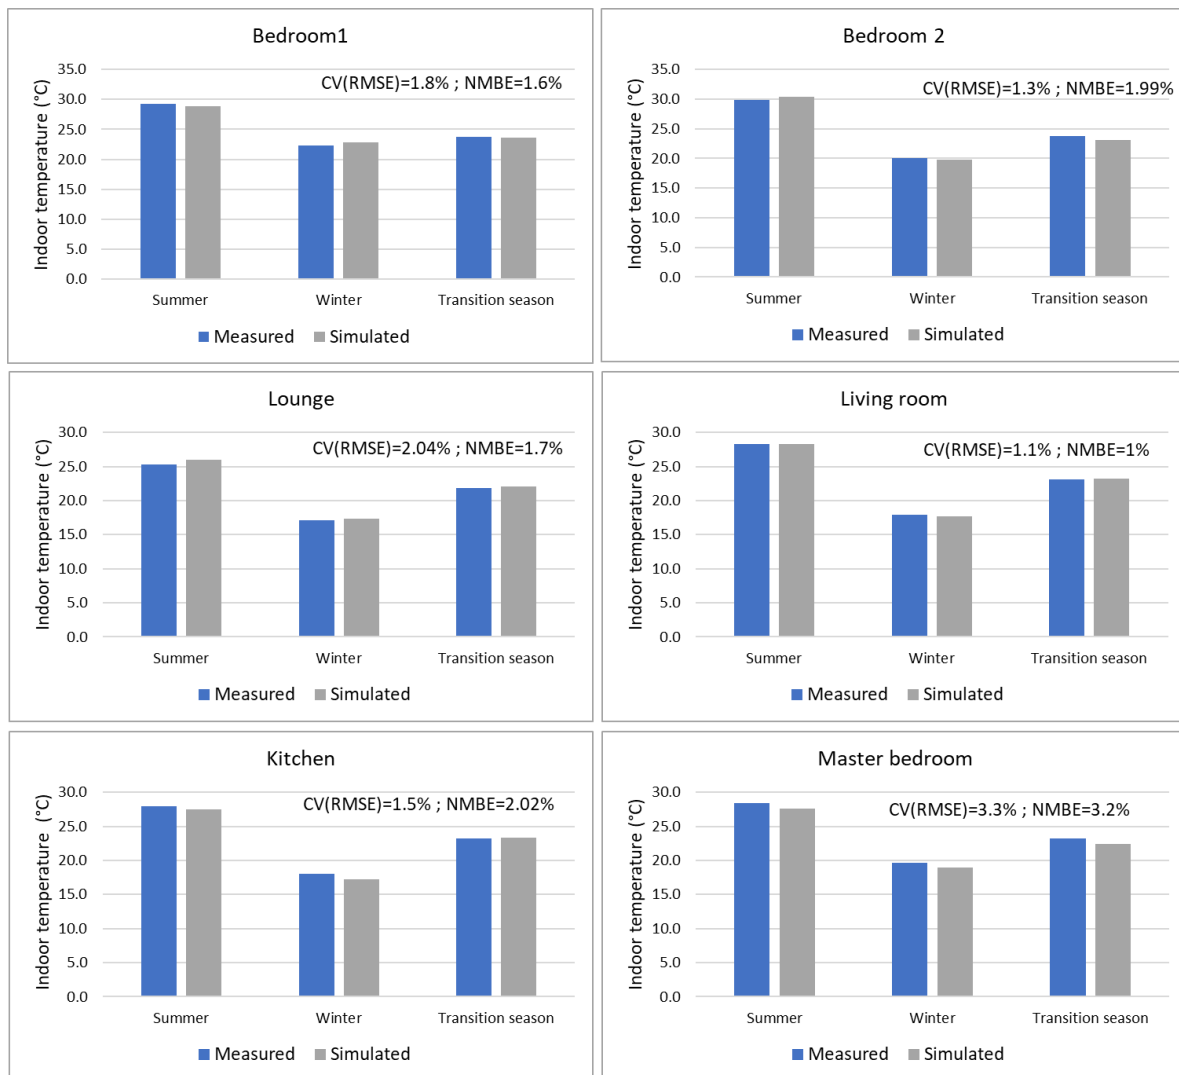 Bedroom1
CV(RMSE)=1.8% ; NMBE=1.6%
Indoor temperature (°C)
35.0
30.0
25.0
20.0
15.0
10.0
5.0
0.0
Summer Winter Transition season
Measured Simulated
Bedroom 2
CV(RMSE)=1.3% ; NMBE=1.99%
Indoor temperature (°C)
35.0
30.0
25.0
20.0
15.0
10.0
5.0
0.0
Summer Winter Transition season
Measured Simulated
Lounge
CV(RMSE)=2.04% ; NMBE=1.7%
Indoor temperature (°C)
30.0
25.0
20.0
15.0
10.0
5.0
0.0
Summer Winter Transition season
Measured Simulated
Living room
CV(RMSE)=1.1% ; NMBE=1%
Indoor temperature (°C)
30.0
25.0
20.0
15.0
10.0
5.0
0.0
Summer Winter Transition season
Measured Simulated
Kitchen
CV(RMSE)=1.5% ; NMBE=2.02%
Indoor temperature (°C)
30.0
25.0
20.0
15.0
10.0
5.0
0.0
Summer Winter Transition season
Measured Simulated
Master bedroom
CV(RMSE)=3.3% ; NMBE=3.2%
Indoor temperature (°C)
30.0
25.0
20.0
15.0
10.0
5.0
0.0
Summer Winter Transition season
Measured Simulated